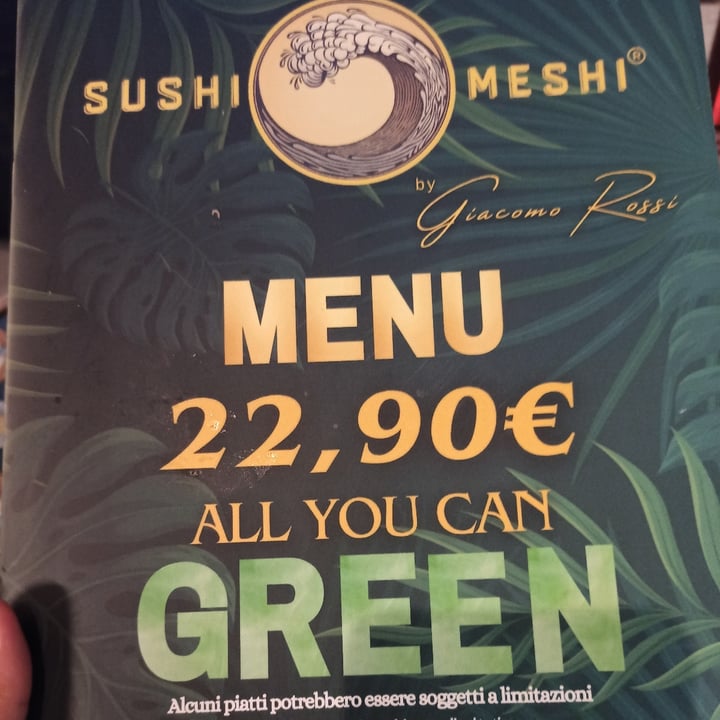 SUSHI MESHI®
by Giacomo Rossi
MENU
22,90€
ALL YOU CAN
GREEN
Alcuni piatti potrebbero essere soggetti a limitazioni